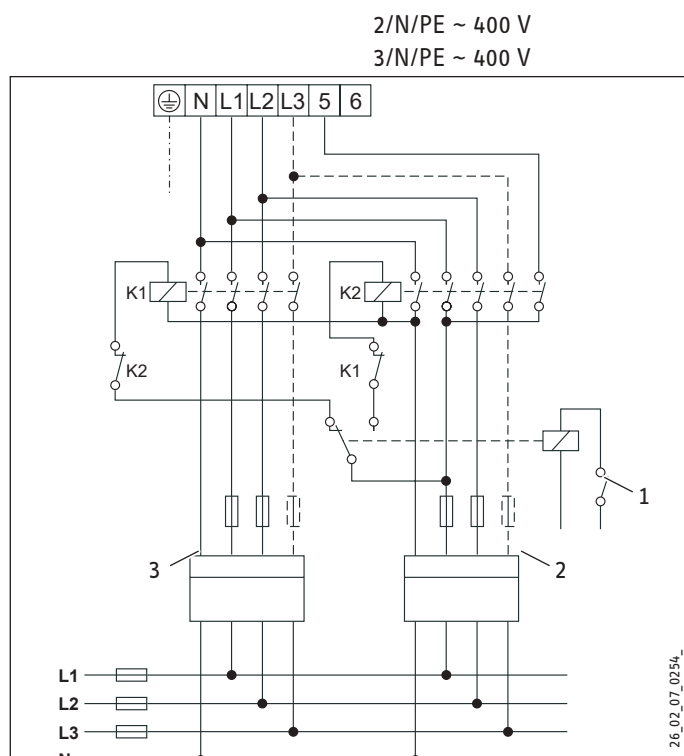 2/N/PE ~ 400 V
3/N/PE ~ 400 V
N L1 L2 L3 5 6
K1 K2
K2 K1
1
3 2
L1
L2
L3
N
26_02_07_0254_